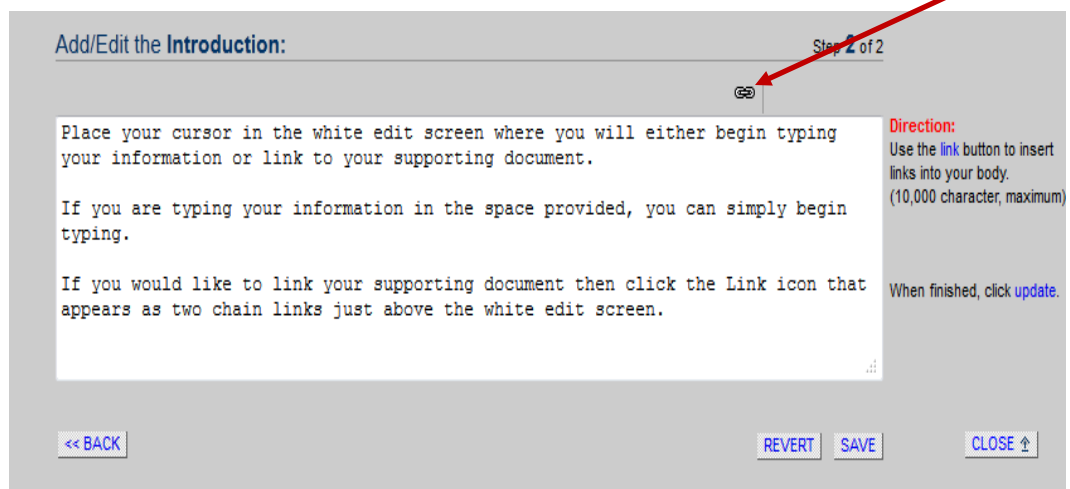 Add/Edit the Introduction:
Step 2 of 2
Place your cursor in the white edit screen where you will either begin typing
your information or link to your supporting document.
If you are typing your information in the space provided, you can simply begin
typing.
If you would like to link your supporting document then click the Link icon that
appears as two chain links just above the white edit screen.
Direction:
Use the link button to insert
links into your body.
(10,000 character, maximum)
When finished, click update.
<< BACK
REVERT
SAVE
CLOSE ⇧